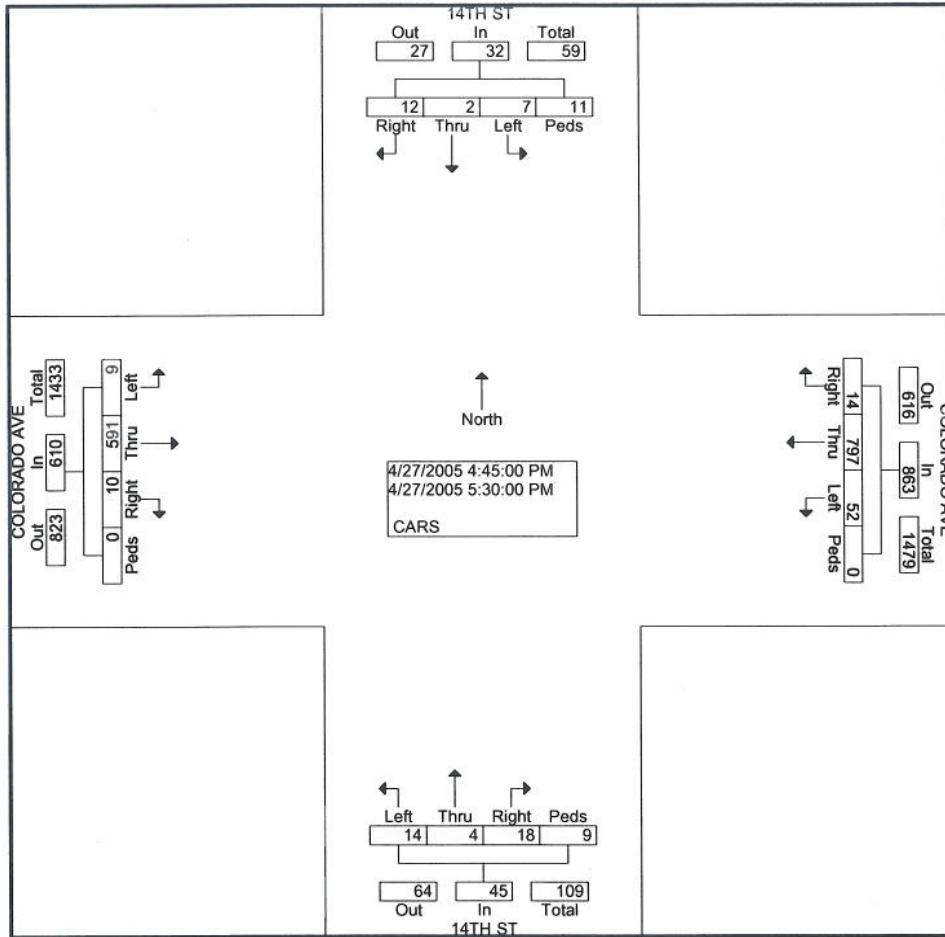 14TH ST
Out In Total
27 32 59
12 2 7 11
Right Thru Left Peds
COLORADO AVE
Total In Out
1433 610 823
9 591 10 0
Left Thru Right Peds
North
4/27/2005 4:45:00 PM
4/27/2005 5:30:00 PM
CARS
Right Thru Left Peds
14 797 52 0
616 863 1479
Out In Total
COLORADO AVE
Left Thru Right Peds
14 4 18 9
64 45 109
Out In Total
14TH ST